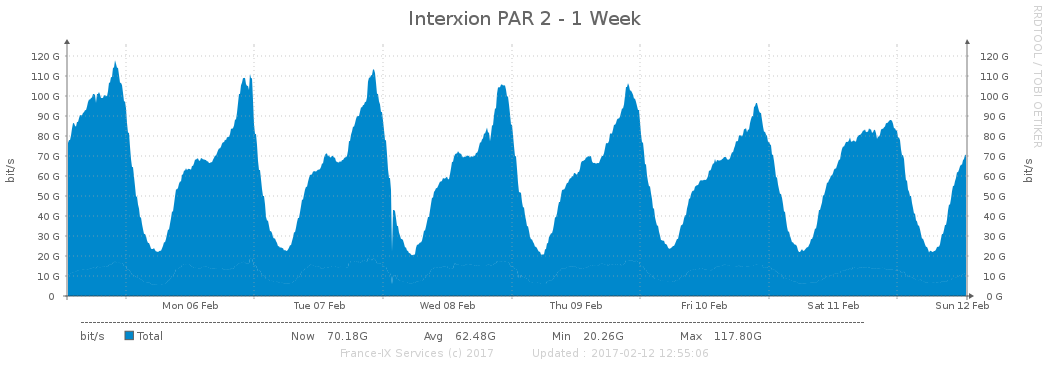 Interxion PAR 2 - 1 Week
RRDTOOL / TOBI OETIKER
bit/s
120 G
110 G
100 G
90 G
80 G
70 G
60 G
50 G
40 G
30 G
20 G
10 G
0
120 G
110 G
100 G
90 G
80 G
70 G
60 G
50 G
40 G
30 G
20 G
10 G
0 G
bit/s
Mon 06 Feb Tue 07 Feb Wed 08 Feb Thu 09 Feb Fri 10 Feb Sat 11 Feb Sun 12 Feb
bit/s Total Now 70.18G Avg 62.48G Min 20.26G Max 117.80G
France-IX Services (c) 2017 Updated : 2017-02-12 12:55:06